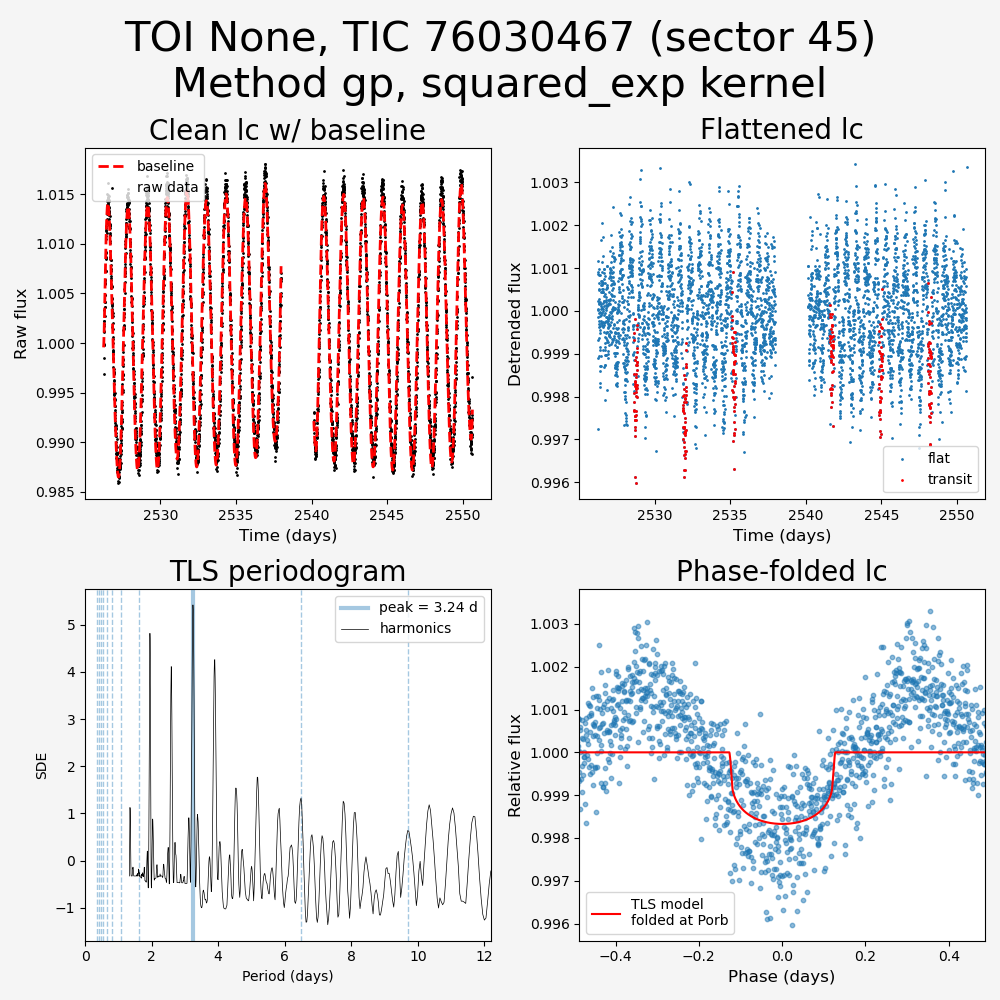 TOI None, TIC 76030467 (sector 45)
Method gp, squared_exp kernel
Clean lc w/ baseline
baseline
raw data
Raw flux
1.015
1.010
1.005
1.000
0.995
0.990
0.985
2530 2535 2540 2545 2550
Time (days)
Flattened lc
Detrended flux
1.003
1.002
1.001
1.000
0.999
0.998
0.997
0.996
flat
transit
2530 2535 2540 2545 2550
Time (days)
TLS periodogram
peak = 3.24 d
harmonics
SDE
5
4
3
2
1
0
−1
0 2 4 6 8 10 12
Period (days)
Phase-folded lc
Relative flux
1.003
1.002
1.001
1.000
0.999
0.998
0.997
0.996
TLS model
folded at Porb
−0.4 −0.2 0.0 0.2 0.4
Phase (days)